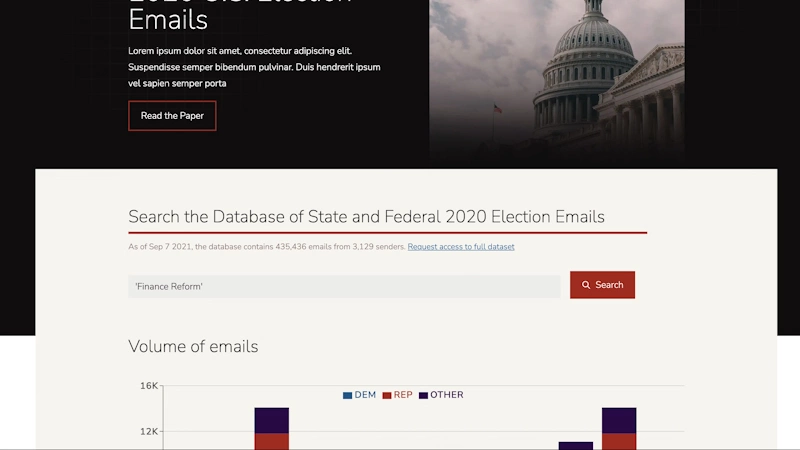 2020 U.S. Election
Emails
Lorem ipsum dolor sit amet, consectetur adipiscing elit.
Suspendisse semper bibendum pulvinar. Duis hendrerit ipsum
vel sapien semper porta
Read the Paper
Search the Database of State and Federal 2020 Election Emails
As of Sep 7 2021, the database contains 435,436 emails from 3,129 senders. Request access to full dataset
'Finance Reform'
Search
Volume of emails
16K
DEM REP OTHER
12K